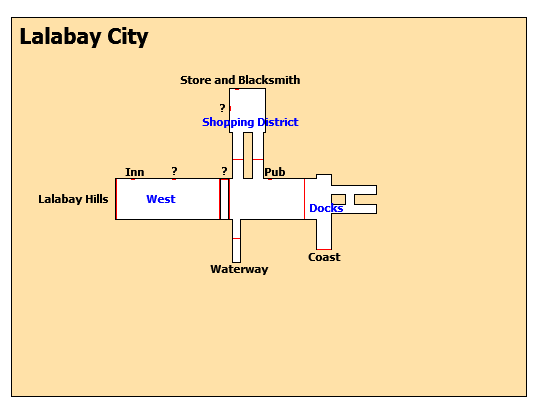 Lalabay City
Store and Blacksmith
?
Shopping District
Inn
?
?
Pub
Lalabay Hills
West
Docks
Coast
Waterway